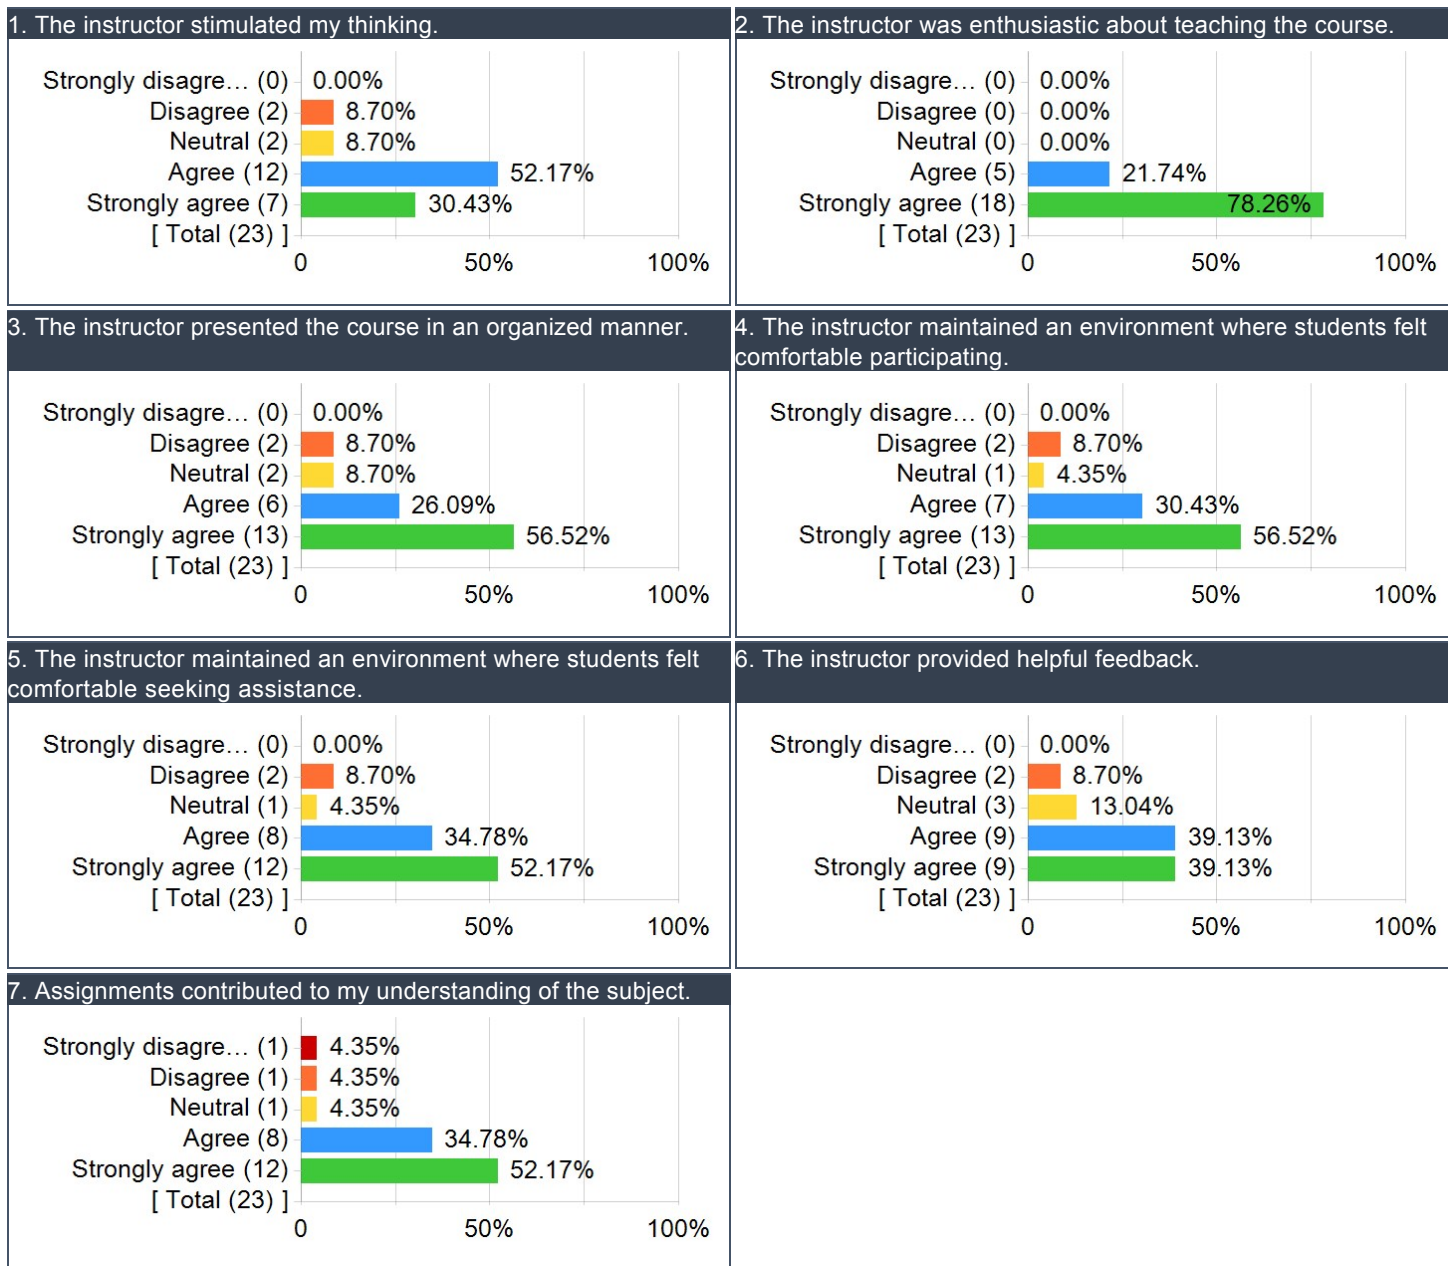 1. The instructor stimulated my thinking.
Strongly disagre… (0) 0.00%
Disagree (2) 8.70%
Neutral (2) 8.70%
Agree (12) 52.17%
Strongly agree (7) 30.43%
[ Total (23) ]
0 50% 100%
2. The instructor was enthusiastic about teaching the course.
Strongly disagre… (0) 0.00%
Disagree (0) 0.00%
Neutral (0) 0.00%
Agree (5) 21.74%
Strongly agree (18) 78.26%
[ Total (23) ]
0 50% 100%
3. The instructor presented the course in an organized manner.
Strongly disagre… (0) 0.00%
Disagree (2) 8.70%
Neutral (2) 8.70%
Agree (6) 26.09%
Strongly agree (13) 56.52%
[ Total (23) ]
0 50% 100%
4. The instructor maintained an environment where students felt
comfortable participating.
Strongly disagre… (0) 0.00%
Disagree (2) 8.70%
Neutral (1) 4.35%
Agree (7) 30.43%
Strongly agree (13) 56.52%
[ Total (23) ]
0 50% 100%
5. The instructor maintained an environment where students felt
comfortable seeking assistance.
Strongly disagre… (0) 0.00%
Disagree (2) 8.70%
Neutral (1) 4.35%
Agree (8) 34.78%
Strongly agree (12) 52.17%
[ Total (23) ]
0 50% 100%
6. The instructor provided helpful feedback.
Strongly disagre… (0) 0.00%
Disagree (2) 8.70%
Neutral (3) 13.04%
Agree (9) 39.13%
Strongly agree (9) 39.13%
[ Total (23) ]
0 50% 100%
7. Assignments contributed to my understanding of the subject.
Strongly disagre… (1) 4.35%
Disagree (1) 4.35%
Neutral (1) 4.35%
Agree (8) 34.78%
Strongly agree (12) 52.17%
[ Total (23) ]
0 50% 100%